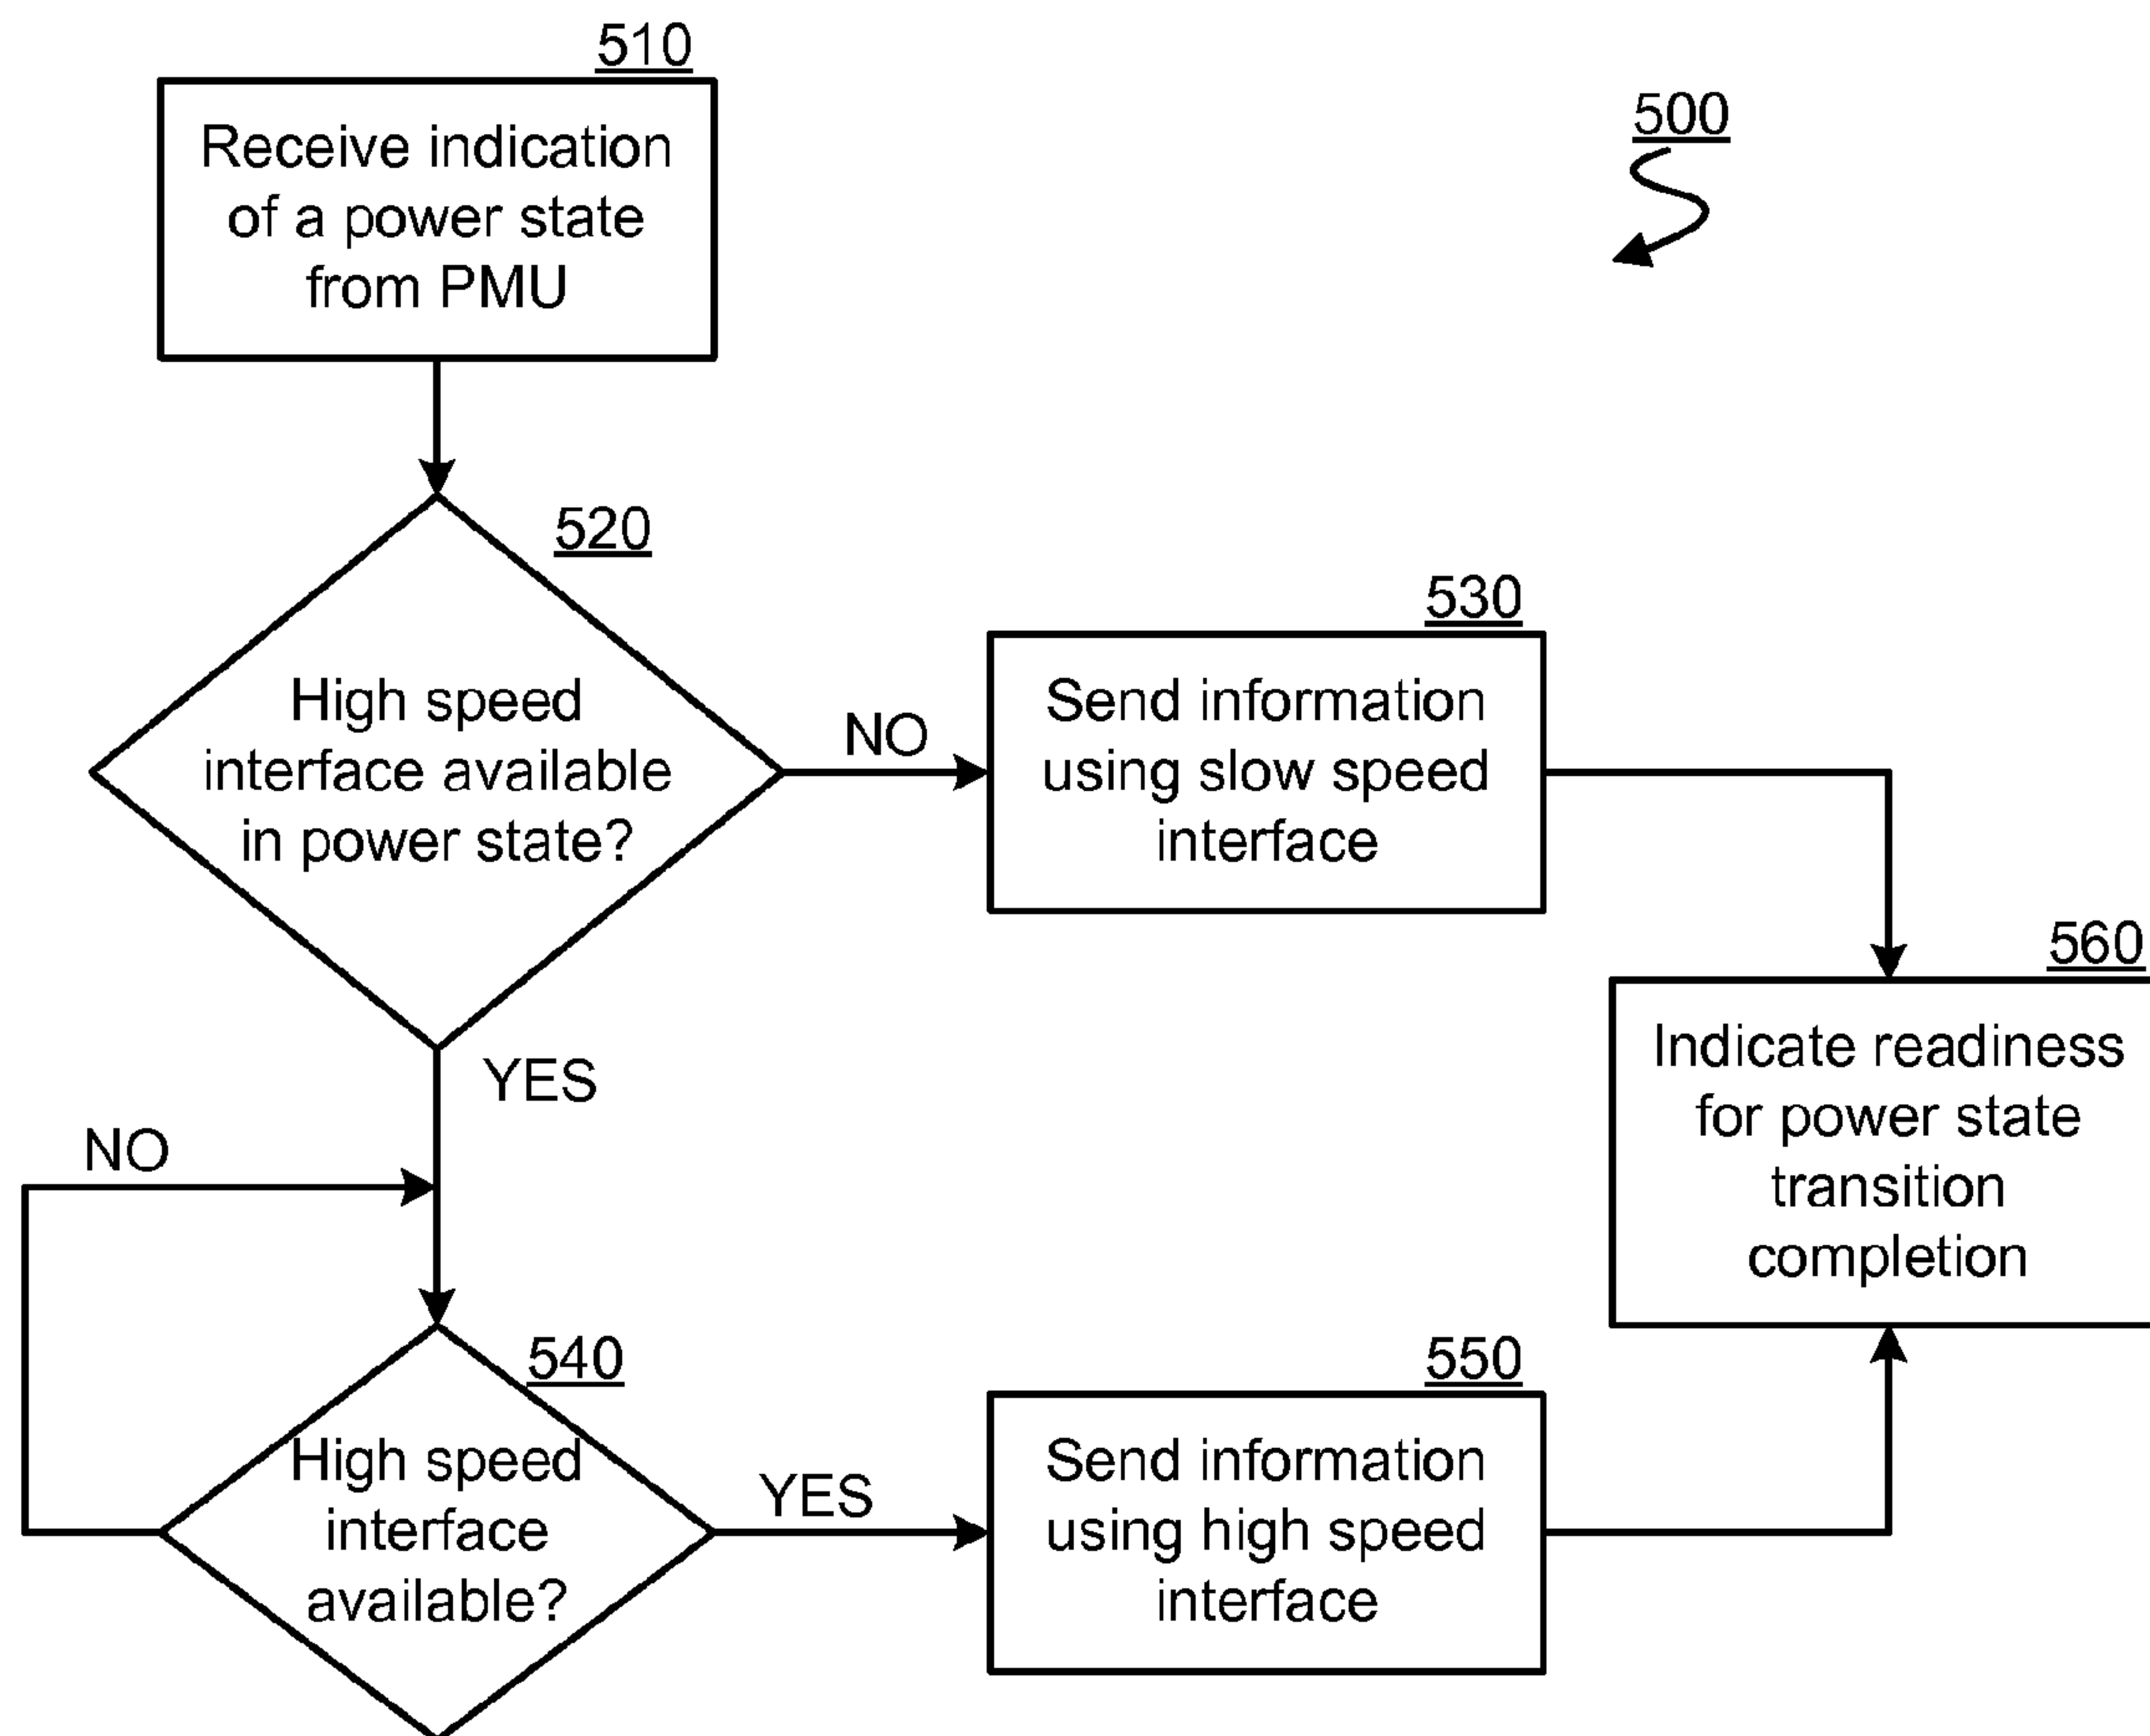 510
Receive indication
of a power state
from PMU
500
520
High speed
interface available
in power state?
NO
530
Send information
using slow speed
interface
560
Indicate readiness
for power state
transition
completion
YES
NO
540
High speed
interface
available?
YES
550
Send information
using high speed
interface